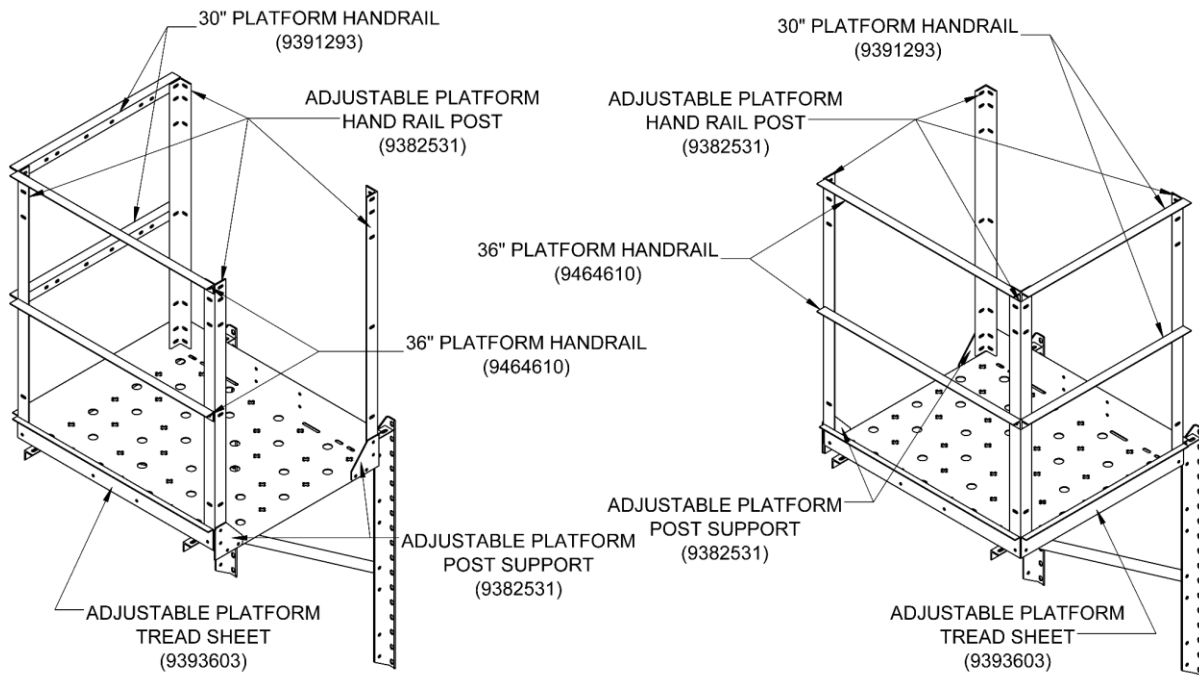 30" PLATFORM HANDRAIL
(9391293)
ADJUSTABLE PLATFORM
HAND RAIL POST
(9382531)
36" PLATFORM HANDRAIL
(9464610)
ADJUSTABLE PLATFORM
POST SUPPORT
(9382531)
ADJUSTABLE PLATFORM
TREAD SHEET
(9393603)
30" PLATFORM HANDRAIL
(9391293)
ADJUSTABLE PLATFORM
HAND RAIL POST
(9382531)
36" PLATFORM HANDRAIL
(9464610)
ADJUSTABLE PLATFORM
POST SUPPORT
(9382531)
ADJUSTABLE PLATFORM
TREAD SHEET
(9393603)